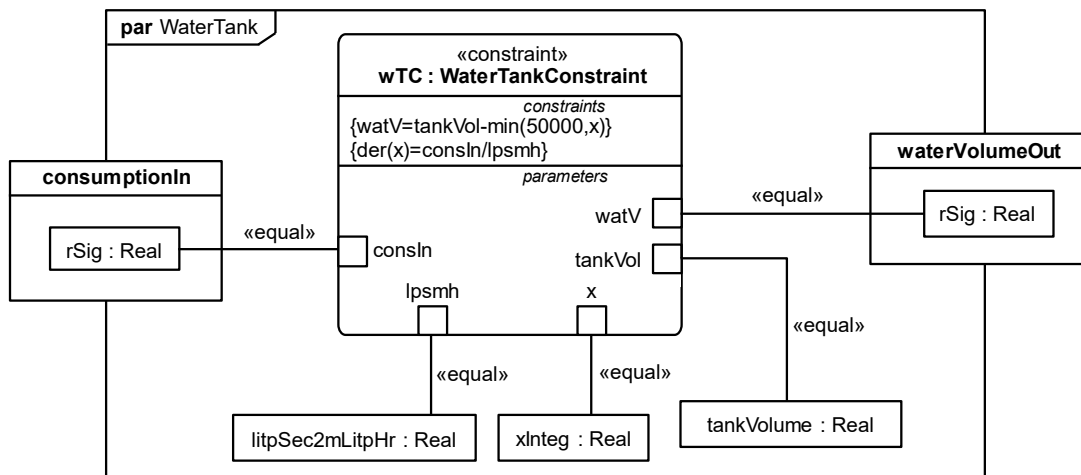 par WaterTank
«constraint»
wTC : WaterTankConstraint
constraints
{watV=tankVol-min(50000,x)}
{der(x)=consIn/lpsmh}
parameters
consumptionIn
rSig : Real
«equal»
consIn
watV
tankVol
lpsmh
x
«equal»
waterVolumeOut
rSig : Real
«equal»
«equal»
«equal»
litpSec2mLitpHr : Real
xInteg : Real
tankVolume : Real